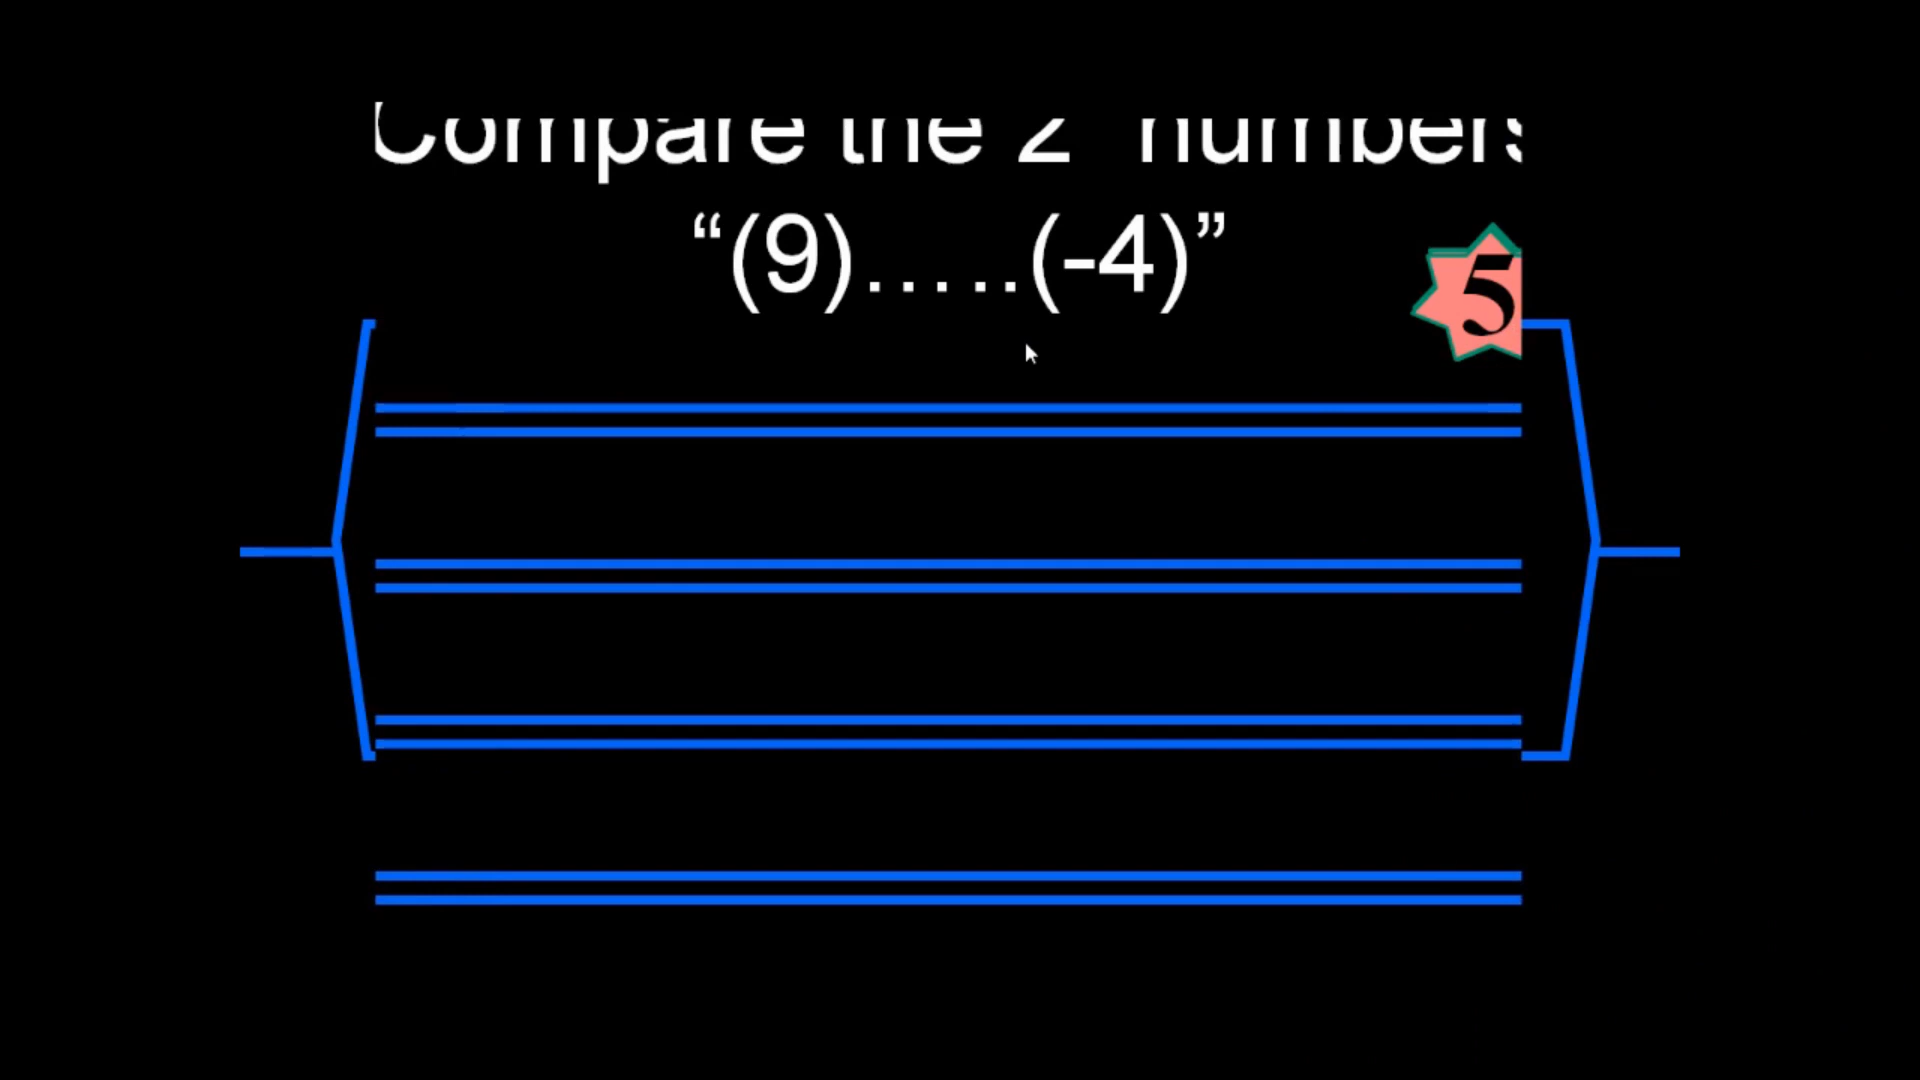 Compare the 2 numbers
“(9).....(-4)”
5